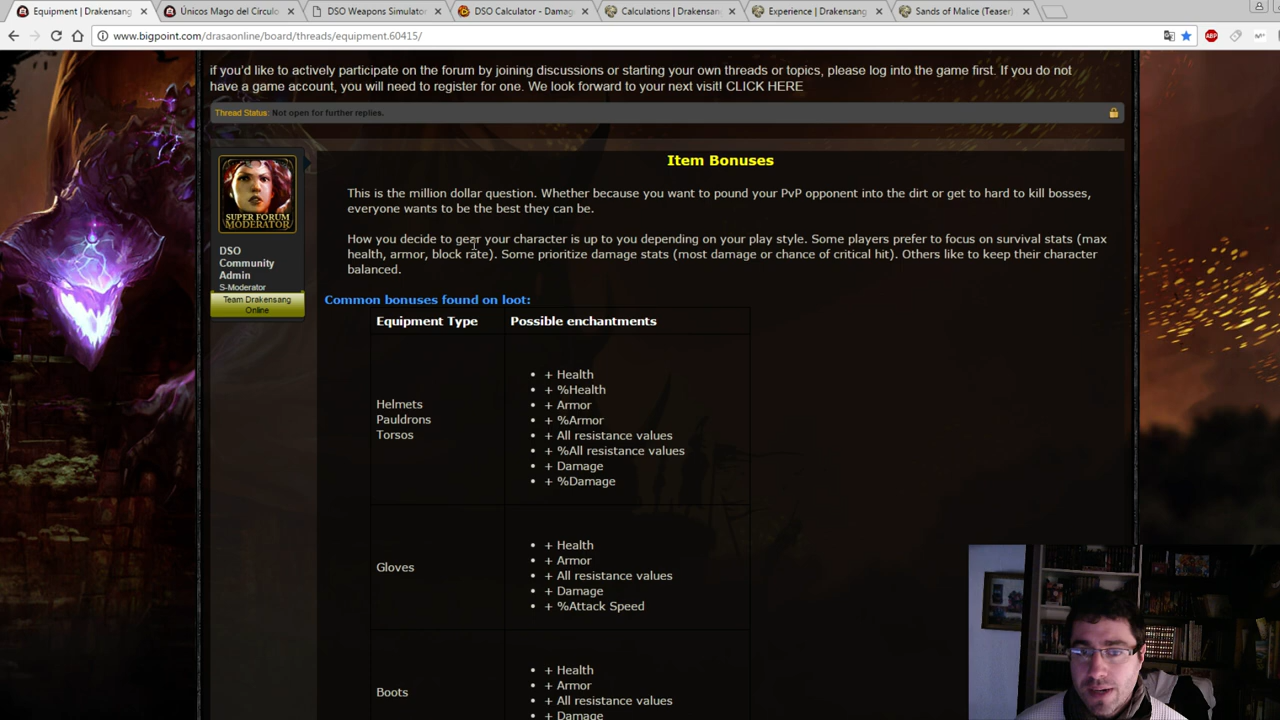 Equipment | Drakensang
Únicos Mago del Circulo
DSO Weapons Simulator
DSO Calculator - Damag
Calculations | Drakensan
Experience | Drakensang
Sands of Malice (Teaser)
www.bigpoint.com/drasaonline/board/threads/equipment.60415/
ABP
if you'd like to actively participate on the forum by joining discussions or starting your own threads or topics, please log into the game first. If you do not
have a game account, you will need to register for one. We look forward to your next visit! CLICK HERE
Thread Status: Not open for further replies.
SUPER FORUM
MODERATOR
DSO
Community
Admin
S-Moderator
Team Drakensang
Online
Item Bonuses
This is the million dollar question. Whether because you want to pound your PvP opponent into the dirt or get to hard to kill bosses,
everyone wants to be the best they can be.
How you decide to gear your character is up to you depending on your play style. Some players prefer to focus on survival stats (max
health, armor, block rate). Some prioritize damage stats (most damage or chance of critical hit). Others like to keep their character
balanced.
Common bonuses found on loot:
Equipment Type
Possible enchantments
Helmets
Pauldrons
Torsos
• + Health
• + %Health
• + Armor
• + %Armor
• + All resistance values
• + %All resistance values
• + Damage
• + %Damage
Gloves
• + Health
• + Armor
• + All resistance values
• + Damage
• + %Attack Speed
Boots
• + Health
• + Armor
• + All resistance values
• + Damage